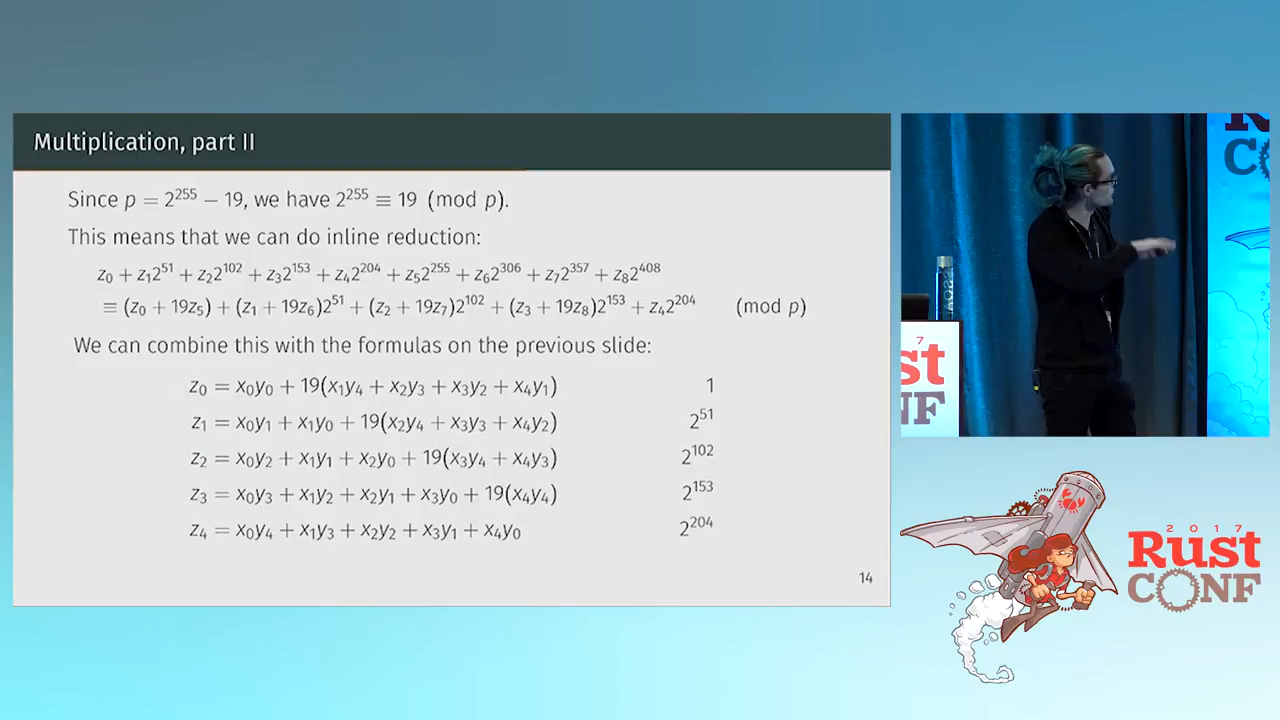 Multiplication, part II
Since p = 2²⁵⁵ − 19, we have 2²⁵⁵ ≡ 19 (mod p).
This means that we can do inline reduction:
z₀ + z₁2⁵¹ + z₂2¹⁰² + z₃2¹⁵³ + z₄2²⁰⁴ + z₅2²⁵⁵ + z₆2³⁰⁶ + z₇2³⁵⁷ + z₈2⁴⁰⁸
≡ (z₀ + 19z₅) + (z₁ + 19z₆)2⁵¹ + (z₂ + 19z₇)2¹⁰² + (z₃ + 19z₈)2¹⁵³ + z₄2²⁰⁴ (mod p)
We can combine this with the formulas on the previous slide:
z₀ = x₀y₀ + 19(x₁y₄ + x₂y₃ + x₃y₂ + x₄y₁) 1
z₁ = x₀y₁ + x₁y₀ + 19(x₂y₄ + x₃y₃ + x₄y₂) 2⁵¹
z₂ = x₀y₂ + x₁y₁ + x₂y₀ + 19(x₃y₄ + x₄y₃) 2¹⁰²
z₃ = x₀y₃ + x₁y₂ + x₂y₁ + x₃y₀ + 19(x₄y₄) 2¹⁵³
z₄ = x₀y₄ + x₁y₃ + x₂y₂ + x₃y₁ + x₄y₀ 2²⁰⁴
14
7
st
NF
2017
Rust
CONF